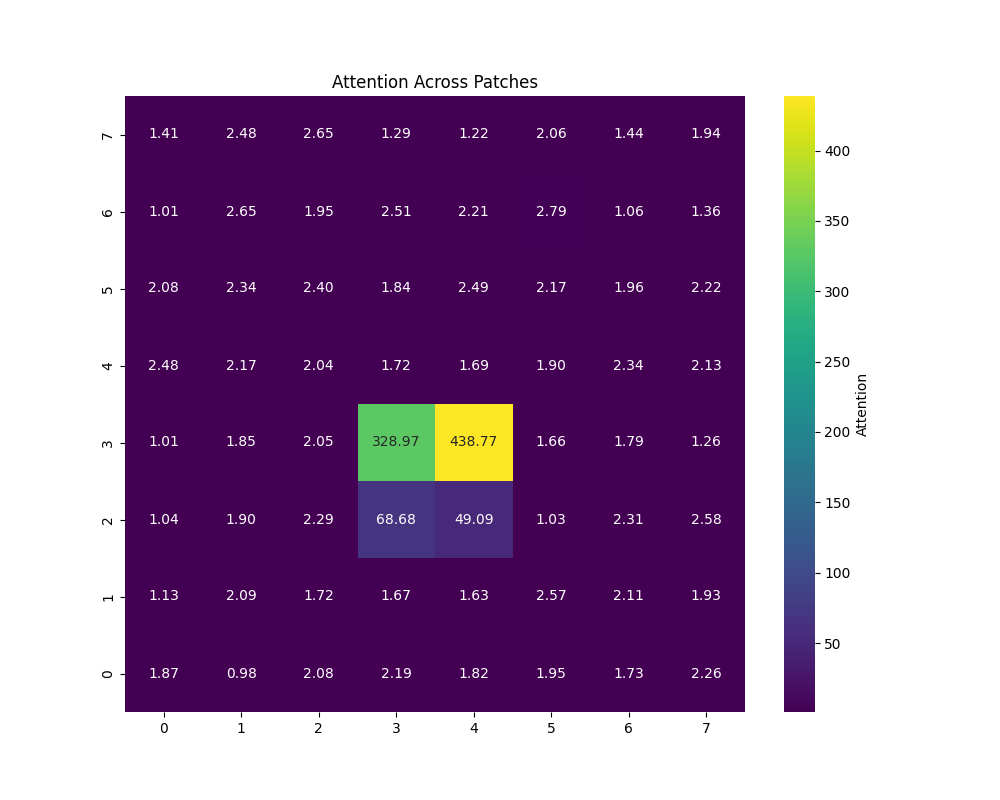 Attention Across Patches
7 1.41 2.48 2.65 1.29 1.22 2.06 1.44 1.94
6 1.01 2.65 1.95 2.51 2.21 2.79 1.06 1.36
5 2.08 2.34 2.40 1.84 2.49 2.17 1.96 2.22
4 2.48 2.17 2.04 1.72 1.69 1.90 2.34 2.13
3 1.01 1.85 2.05 328.97 438.77 1.66 1.79 1.26
2 1.04 1.90 2.29 68.68 49.09 1.03 2.31 2.58
1 1.13 2.09 1.72 1.67 1.63 2.57 2.11 1.93
0 1.87 0.98 2.08 2.19 1.82 1.95 1.73 2.26
0 1 2 3 4 5 6 7
400
350
300
250
200
150
100
50
Attention